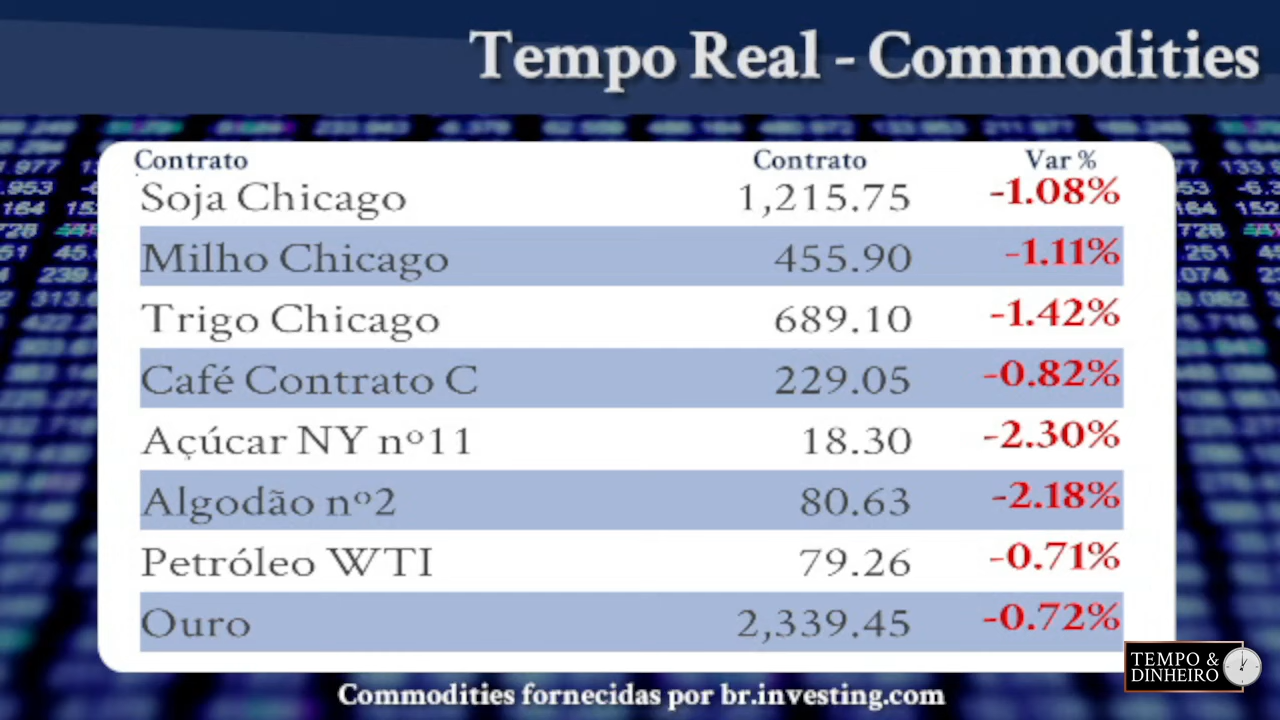 Tempo Real - Commodities
Contrato Contrato Var %
Soja Chicago 1,215.75 -1.08%
Milho Chicago 455.90 -1.11%
Trigo Chicago 689.10 -1.42%
Café Contrato C 229.05 -0.82%
Açúcar NY nº11 18.30 -2.30%
Algodão nº2 80.63 -2.18%
Petróleo WTI 79.26 -0.71%
Ouro 2,339.45 -0.72%
TEMPO &
DINHEIRO
Commodities fornecidas por br.investing.com